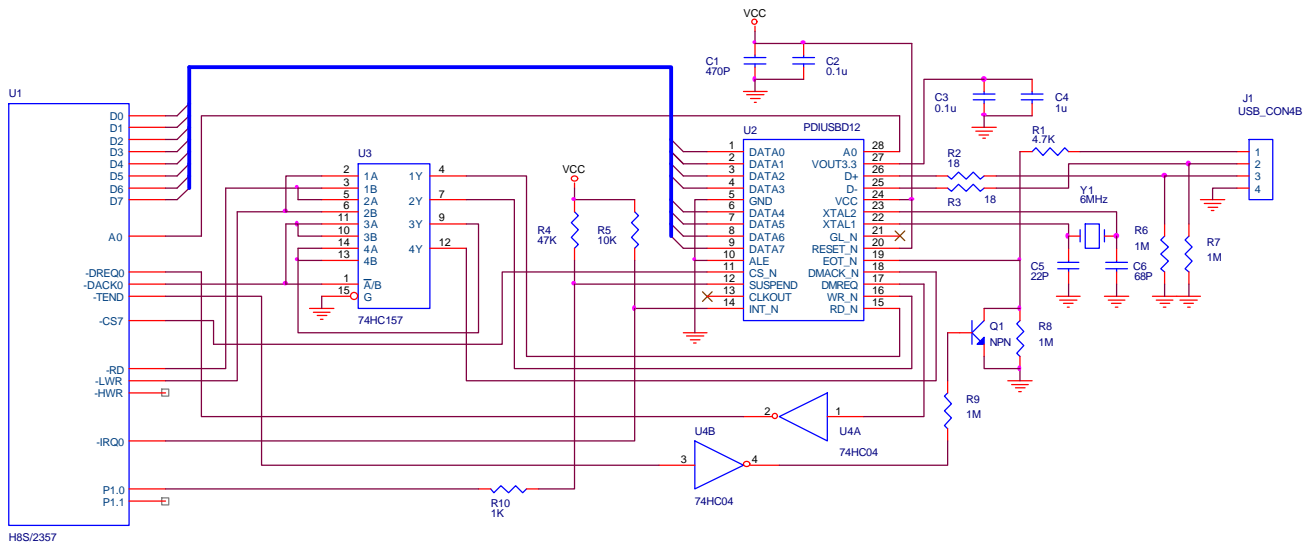 VCC
C1
470P
C2
0.1u
C3
0.1u
C4
1u
J1
USB_CON4B
1
2
3
4
R1
4.7K
U1
D0
D1
D2
D3
D4
D5
D6
D7
A0
-DREQ0
-DACK0
-TEND
-CS7
-RD
-LWR
-HWR
-IRQ0
P1.0
P1.1
H8S/2357
U3
2 1A 1Y 4
3 1B
5 2A 2Y 7
6 2B
11 3A 3Y 9
10 3B
14 4A 4Y 12
13 4B
1 A/B
15 G
74HC157
VCC
R4
47K
R5
10K
U2
PDIUSBD12
1 DATA0 A0 28
2 DATA1 VOUT3.3 27
3 DATA2 D+ 26
4 DATA3 D- 25
5 GND VCC 24
6 DATA4 XTAL2 23
7 DATA5 XTAL1 22
8 DATA6 GL_N 21
9 DATA7 RESET_N 20
10 ALE EOT_N 19
11 CS_N DMACK_N 18
12 SUSPEND DMREQ 17
13 CLKOUT WR_N 16
14 INT_N RD_N 15
R2
18
R3
18
Y1
6MHz
C5
22P
C6
68P
R6
1M
R7
1M
Q1
NPN
R8
1M
R9
1M
2
1
U4A
74HC04
U4B
3
4
74HC04
R10
1K